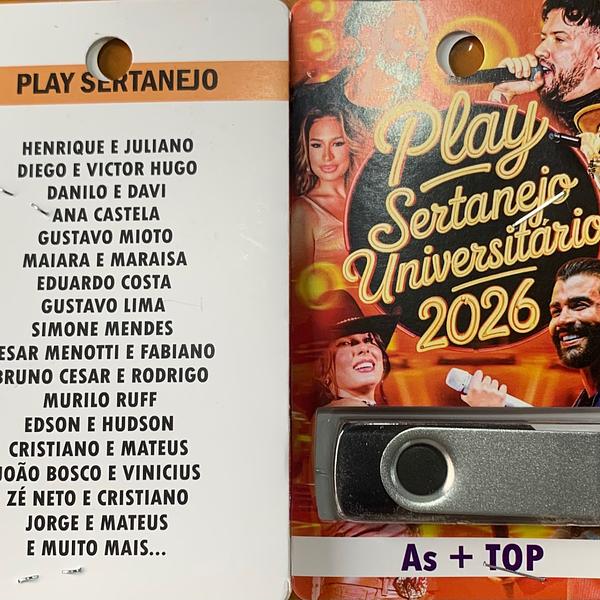 PLAY SERTANEJO
HENRIQUE E JULIANO
DIEGO E VICTOR HUGO
DANILO E DAVI
ANA CASTELA
GUSTAVO MIOTO
MAIARA E MARAISA
EDUARDO COSTA
GUSTAVO LIMA
SIMONE MENDES
ESAR MENOTTI E FABIANO
BRUNO CESAR E RODRIGO
MURILO RUFF
EDSON E HUDSON
CRISTIANO E MATEUS
JOÃO BOSCO E VINICIUS
ZÉ NETO E CRISTIANO
JORGE E MATEUS
E MUITO MAIS...
Play
Sertanejo
Universitário
2026
As + TOP